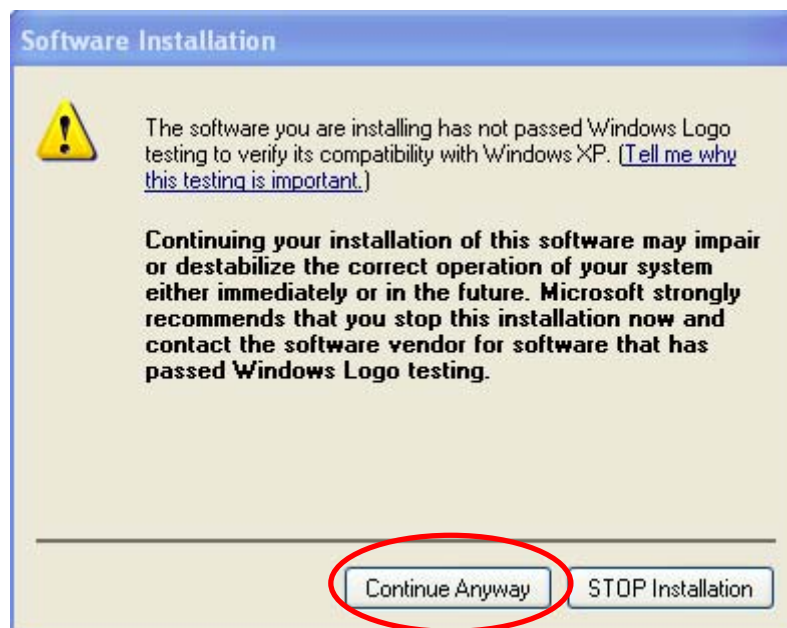 Software Installation
The software you are installing has not passed Windows Logo
testing to verify its compatibility with Windows XP. (Tell me why
this testing is important.)
Continuing your installation of this software may impair
or destabilize the correct operation of your system
either immediately or in the future. Microsoft strongly
recommends that you stop this installation now and
contact the software vendor for software that has
passed Windows Logo testing.
Continue Anyway STOP Installation